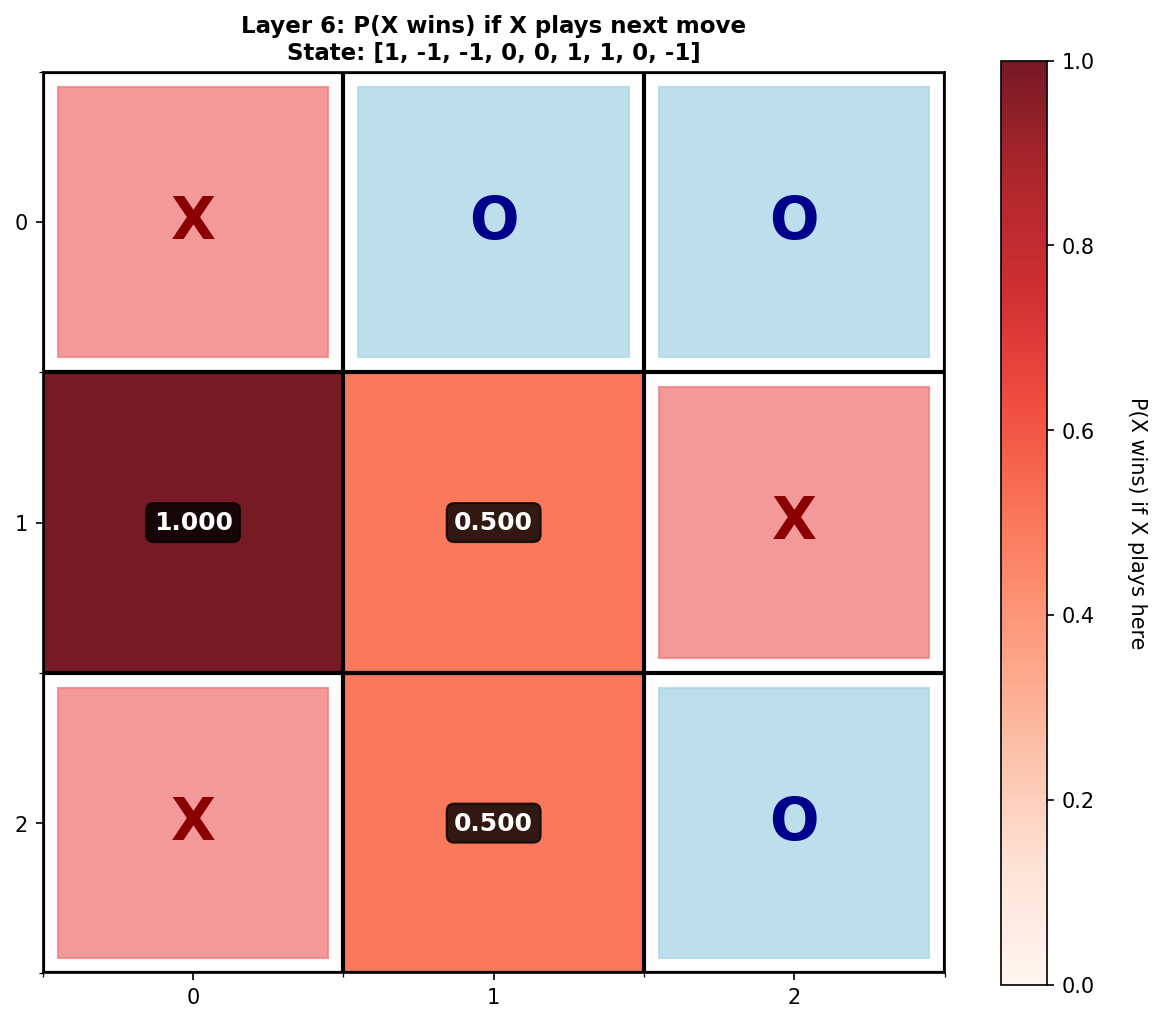 Layer 6: P(X wins) if X plays next move
State: [1, -1, -1, 0, 0, 1, 1, 0, -1]
0
X
O
O
1
1.000
0.500
X
2
X
0.500
O
0
1
2
1.0
0.8
0.6
0.4
0.2
0.0
P(X wins) if X plays here